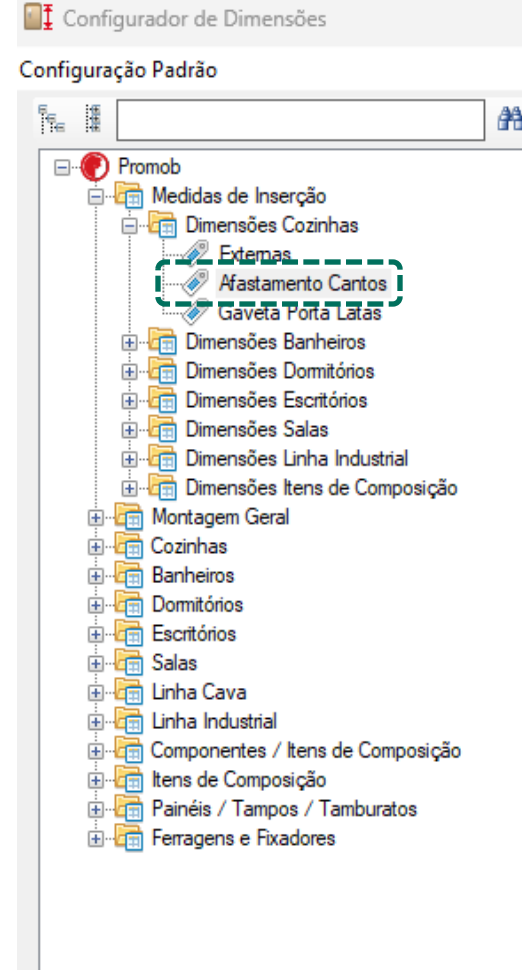 Configurador de Dimensões
Configuração Padrão
Promob
Medidas de Inserção
Dimensões Cozinhas
Externas
Afastamento Cantos
Gaveta Porta Latas
Dimensões Banheiros
Dimensões Dormitórios
Dimensões Escritórios
Dimensões Salas
Dimensões Linha Industrial
Dimensões Itens de Composição
Montagem Geral
Cozinhas
Banheiros
Dormitórios
Escritórios
Salas
Linha Cava
Linha Industrial
Componentes / Itens de Composição
Itens de Composição
Painéis / Tampos / Tamburatos
Ferragens e Fixadores